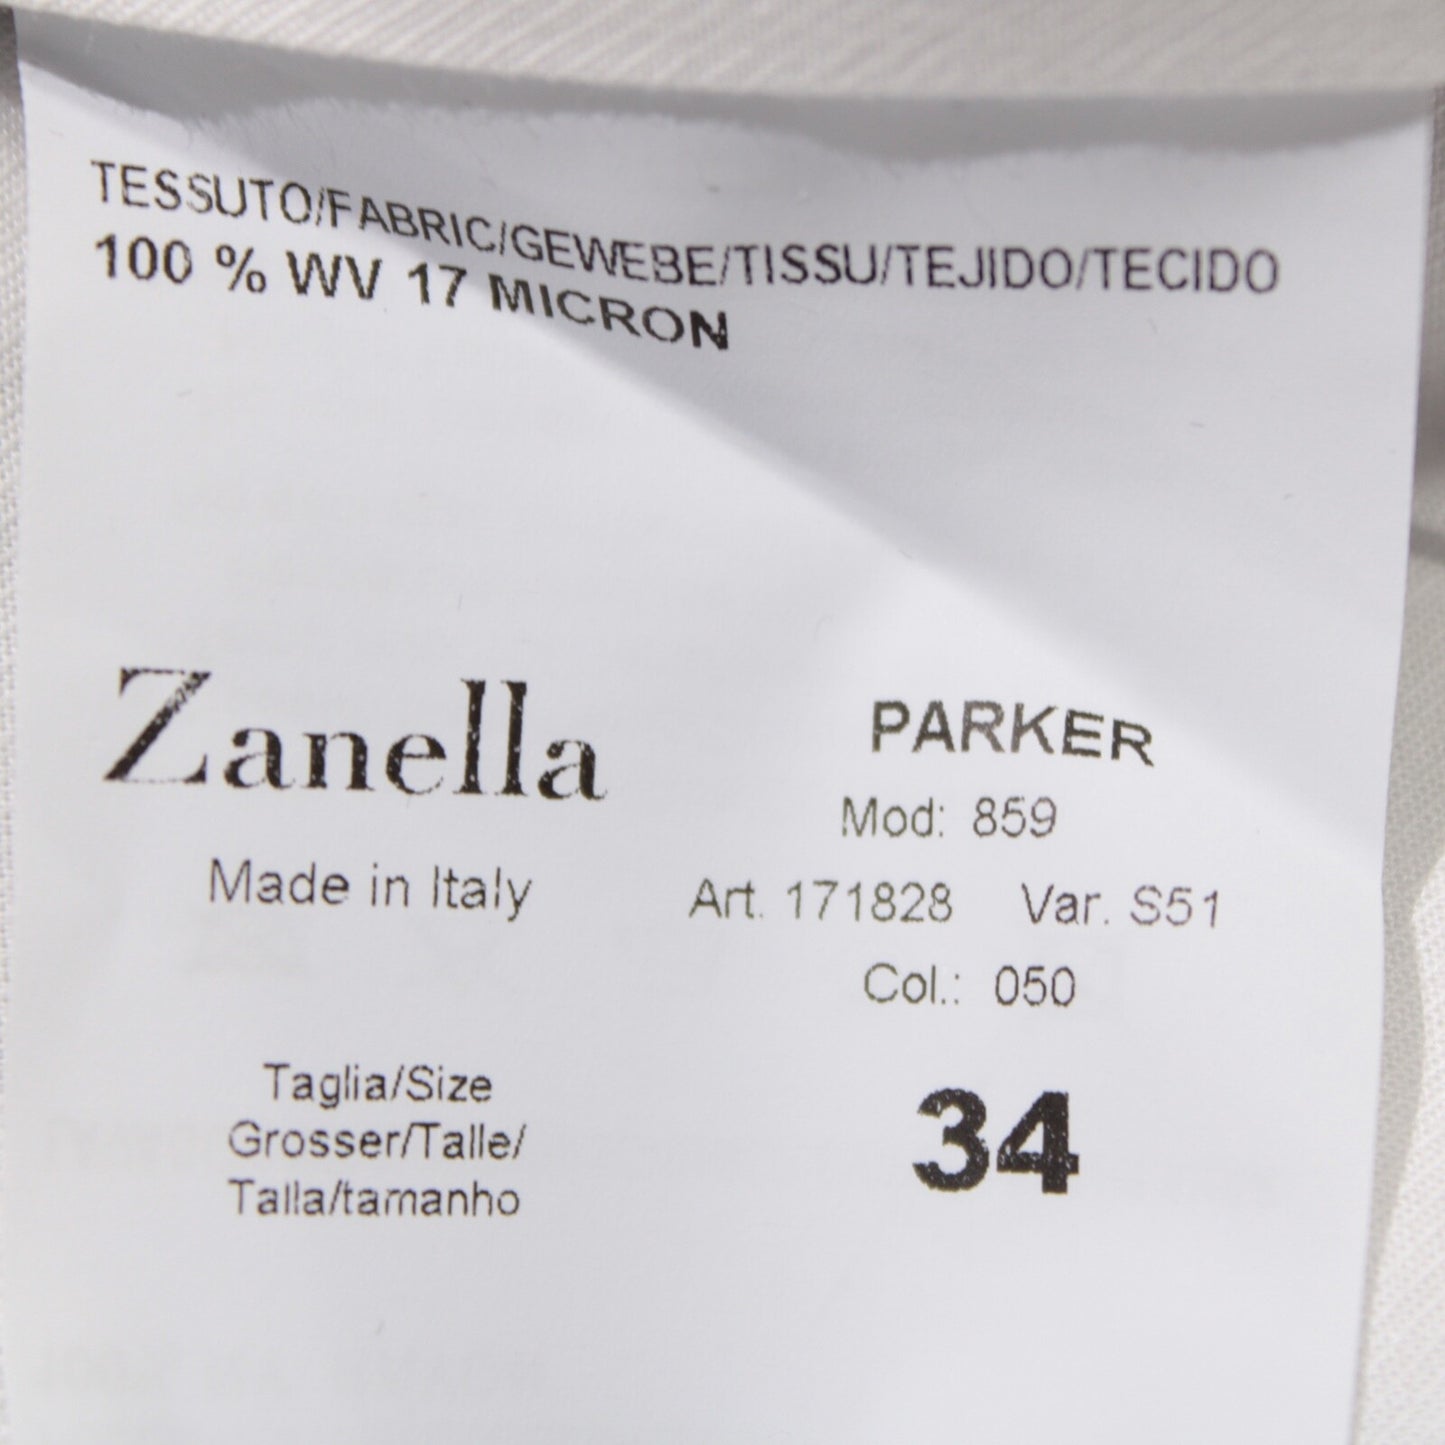 TESSUTO/FABRIC/GEWEBE/TISSU/TEJIDO/TECIDO
100 % WV 17 MICRON
Zanella
Made in Italy
PARKER
Mod: 859
Art. 171828 Var. S51
Col.: 050
Taglia/Size
Grosser/Talle/
Talla/tamanho
34